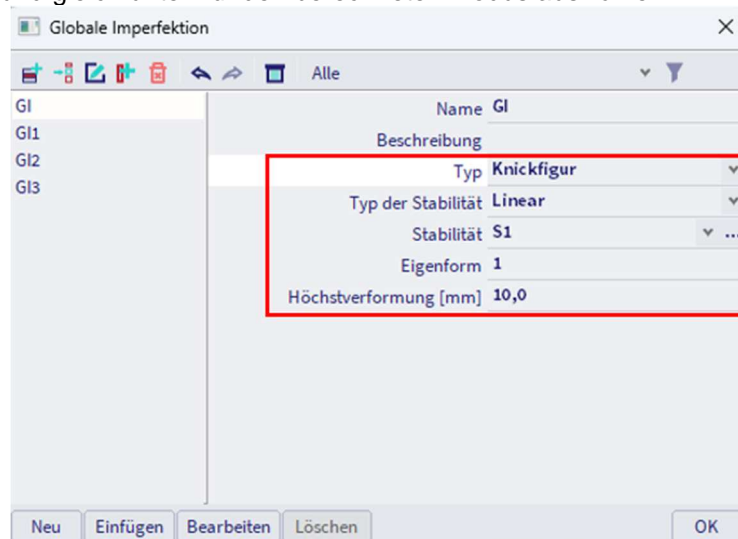 Globale Imperfektion
Alle
GI
GI1
GI2
GI3
Name GI
Beschreibung
Typ Knickfigur
Typ der Stabilität Linear
Stabilität S1 ...
Eigenform 1
Höchstverformung [mm] 10,0
Neu Einfügen Bearbeiten Löschen OK